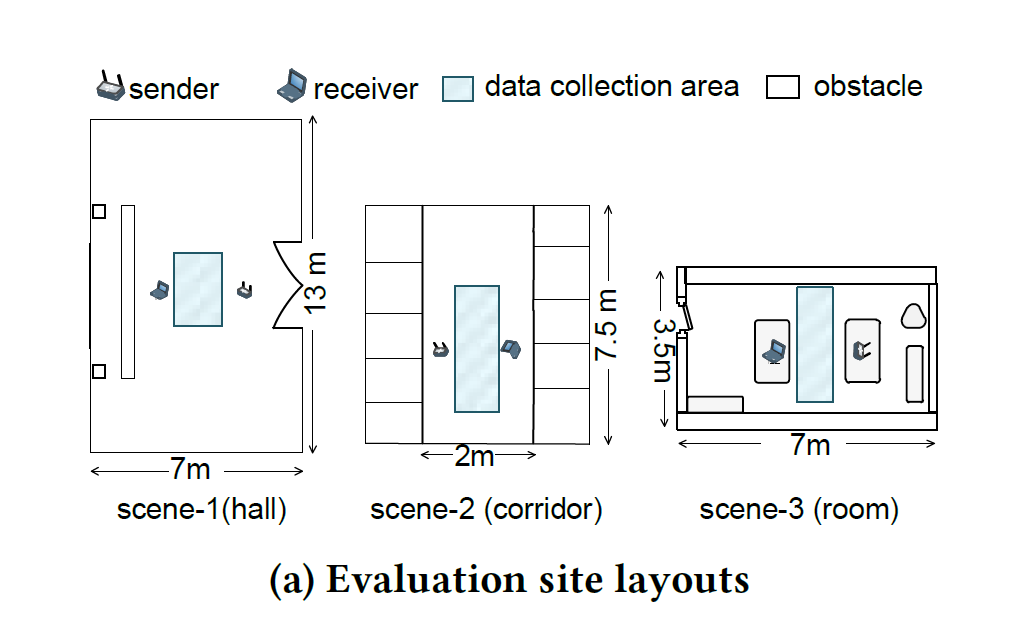 sender receiver data collection area obstacle
13 m
7m
scene-1(hall)
7.5 m
2m
scene-2 (corridor)
3.5m
7m
scene-3 (room)
(a) Evaluation site layouts